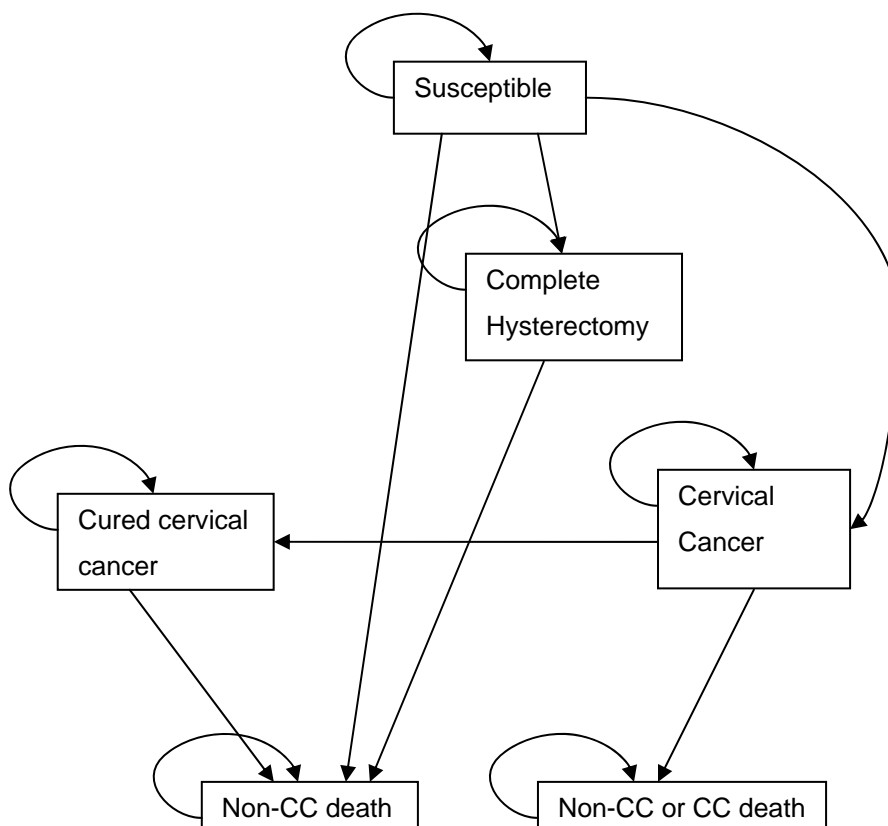 Susceptible
Complete
Hysterectomy
Cured cervical
cancer
Cervical
Cancer
Non-CC death
Non-CC or CC death